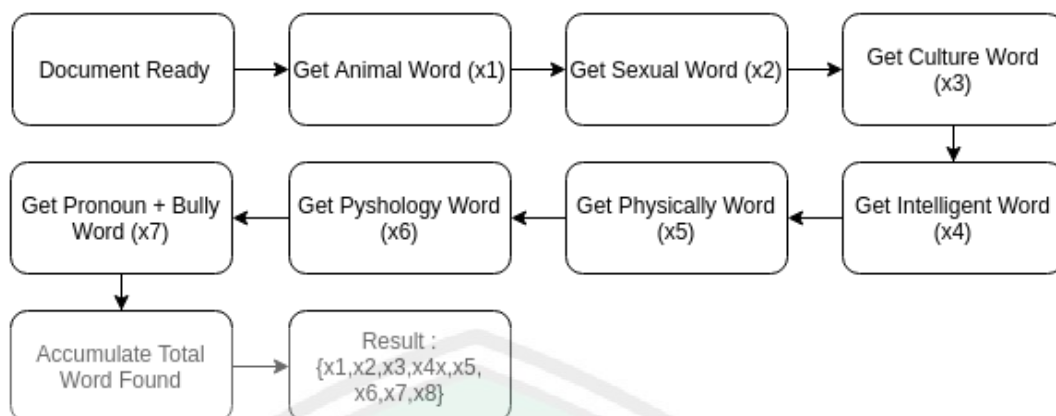 Document Ready
Get Animal Word (x1)
Get Sexual Word (x2)
Get Culture Word
(x3)
Get Intelligent Word
(x4)
Get Physically Word
(x5)
Get Pyshology Word
(x6)
Get Pronoun + Bully
Word (x7)
Accumulate Total
Word Found
Result :
{x1,x2,x3,x4x,x5,
x6,x7,x8}